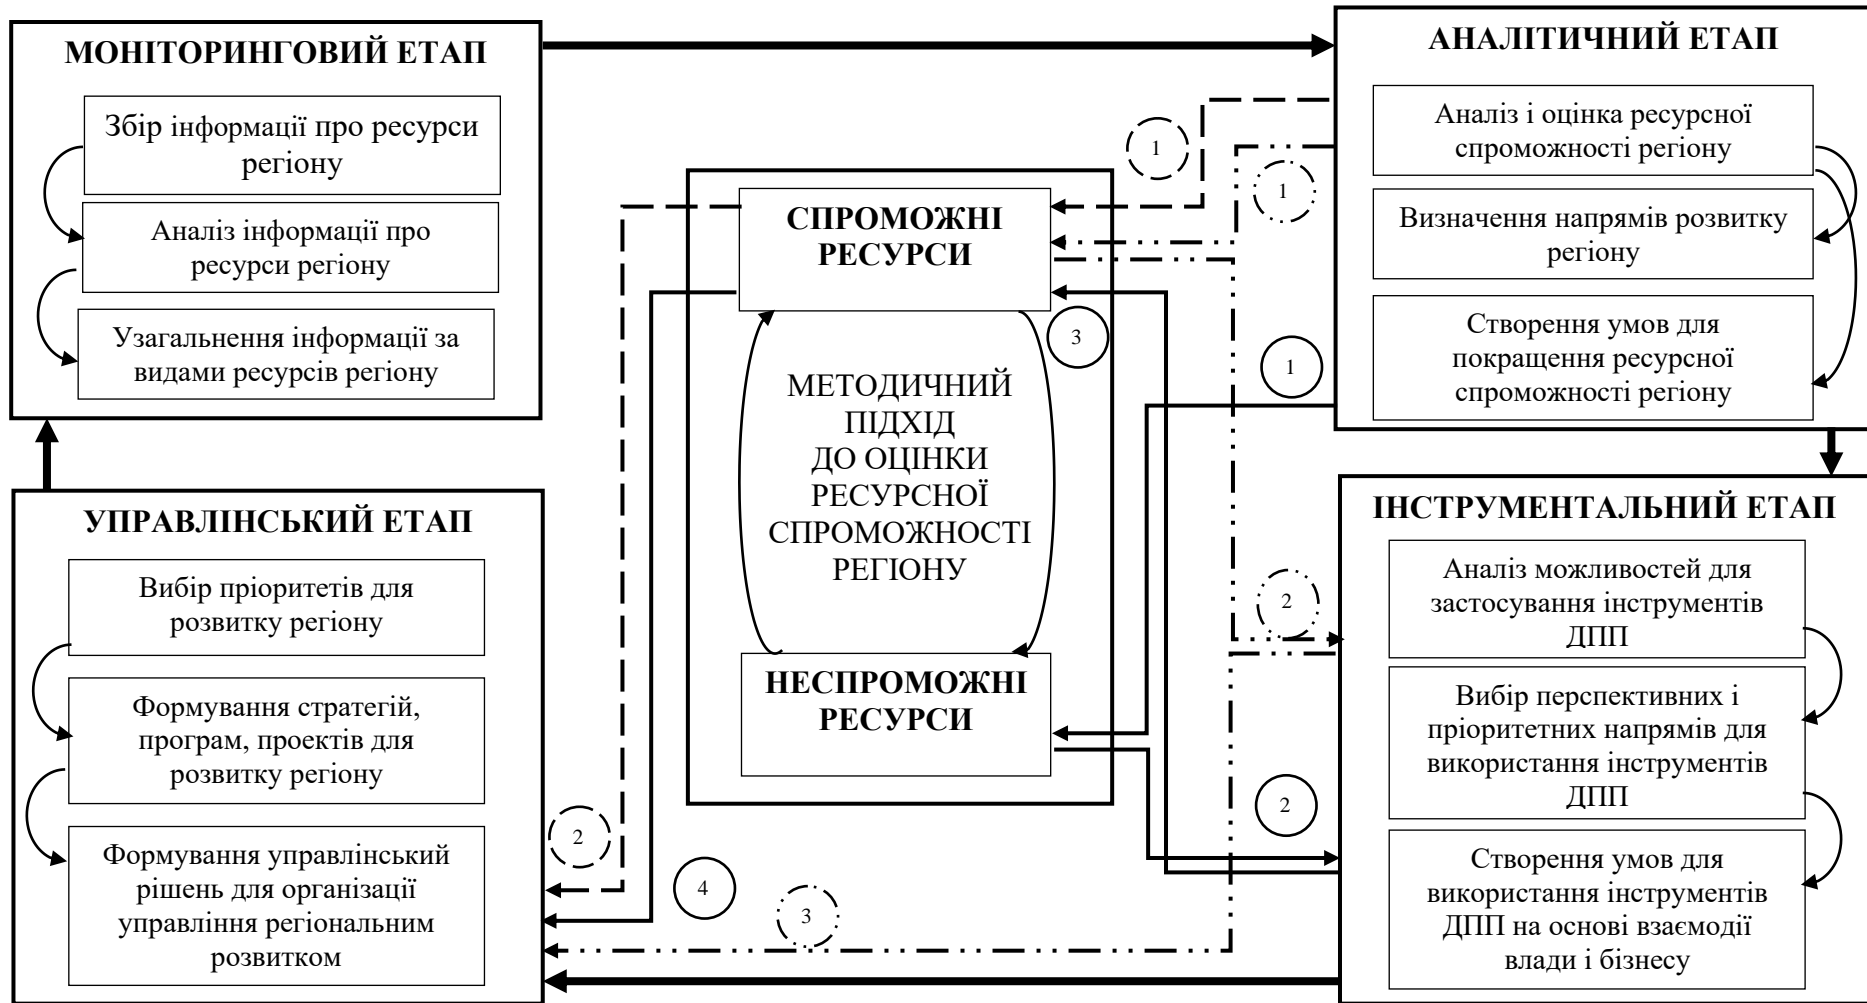 МОНІТОРИНГОВИЙ ЕТАП
Збір інформації про ресурси
регіону
Аналіз інформації про
ресурси регіону
Узагальнення інформації за
видами ресурсів регіону
АНАЛІТИЧНИЙ ЕТАП
Аналіз і оцінка ресурсної
спроможності регіону
Визначення напрямів розвитку
регіону
Створення умов для
покращення ресурсної
спроможності регіону
1
1
СПРОМОЖНІ
РЕСУРСИ
3
1
МЕТОДИЧНИЙ
ПІДХІД
ДО ОЦІНКИ
РЕСУРСНОЇ
СПРОМОЖНОСТІ
РЕГІОНУ
НЕСПРОМОЖНІ
РЕСУРСИ
2
2
2
4
3
УПРАВЛІНСЬКИЙ ЕТАП
Вибір пріоритетів для
розвитку регіону
Формування стратегій,
програм, проектів для
розвитку регіону
Формування управлінський
рішень для організації
управління регіональним
розвитком
ІНСТРУМЕНТАЛЬНИЙ ЕТАП
Аналіз можливостей для
застосування інструментів
ДПП
Вибір перспективних і
пріоритетних напрямів для
використання інструментів
ДПП
Створення умов для
використання інструментів
ДПП на основі взаємодії
влади і бізнесу